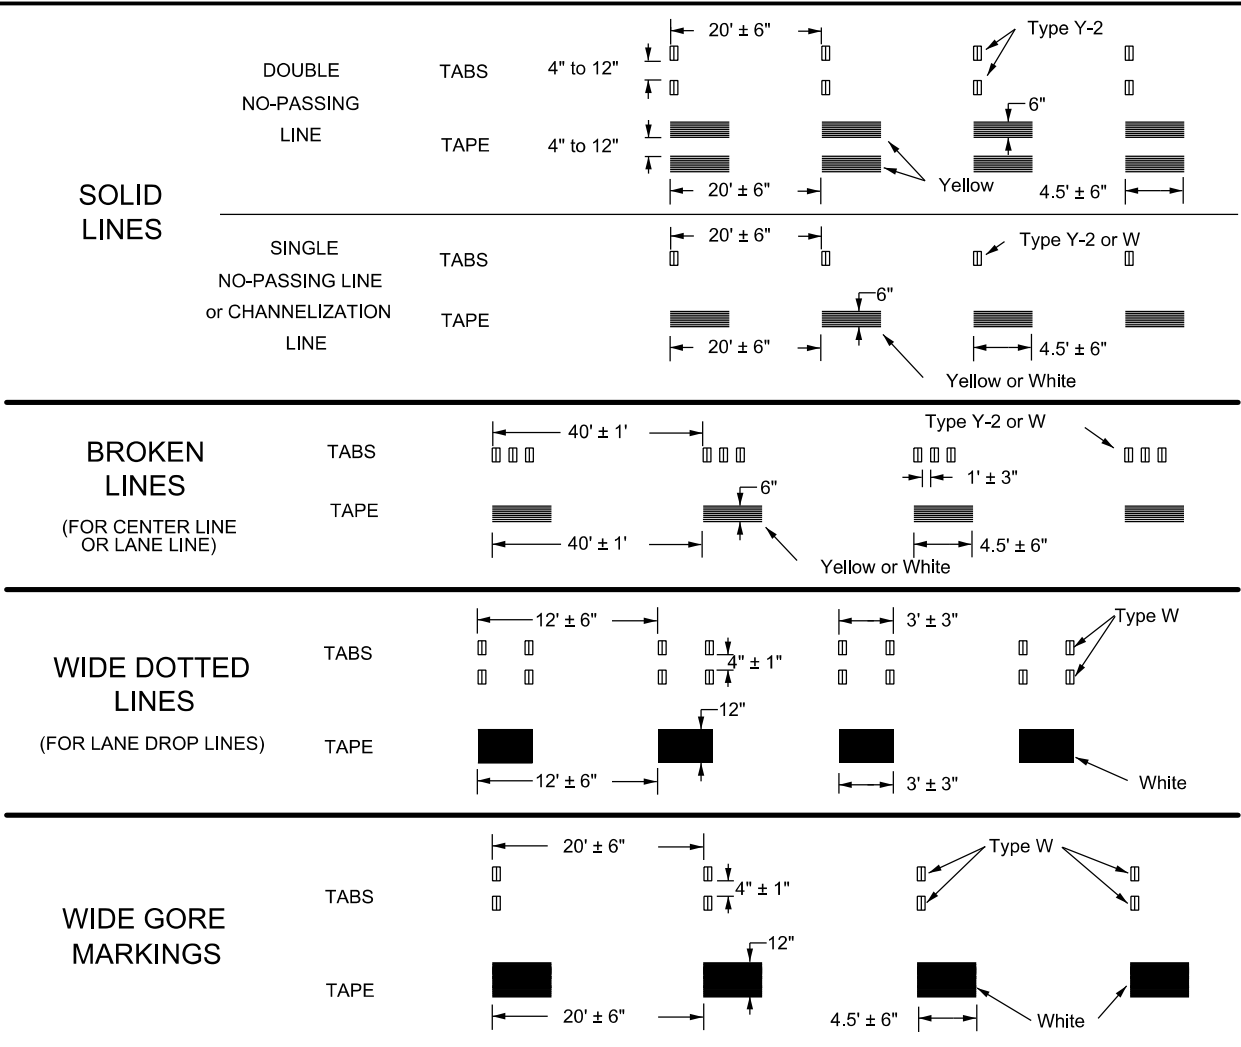 SOLID
LINES
DOUBLE
NO-PASSING
LINE
TABS
20' ± 6"
Type Y-2
4" to 12"
TAPE
4" to 12"
6"
Yellow
20' ± 6"
4.5' ± 6"
SINGLE
NO-PASSING LINE
or CHANNELIZATION
LINE
TABS
20' ± 6"
Type Y-2 or W
TAPE
6"
20' ± 6"
4.5' ± 6"
Yellow or White
BROKEN
LINES
(FOR CENTER LINE
OR LANE LINE)
TABS
40' ± 1'
Type Y-2 or W
1' ± 3"
TAPE
6"
40' ± 1'
4.5' ± 6"
Yellow or White
WIDE DOTTED
LINES
(FOR LANE DROP LINES)
TABS
12' ± 6"
3' ± 3"
Type W
4" ± 1"
TAPE
12"
12' ± 6"
3' ± 3"
White
WIDE GORE
MARKINGS
TABS
20' ± 6"
Type W
4" ± 1"
TAPE
12"
20' ± 6"
4.5' ± 6"
White